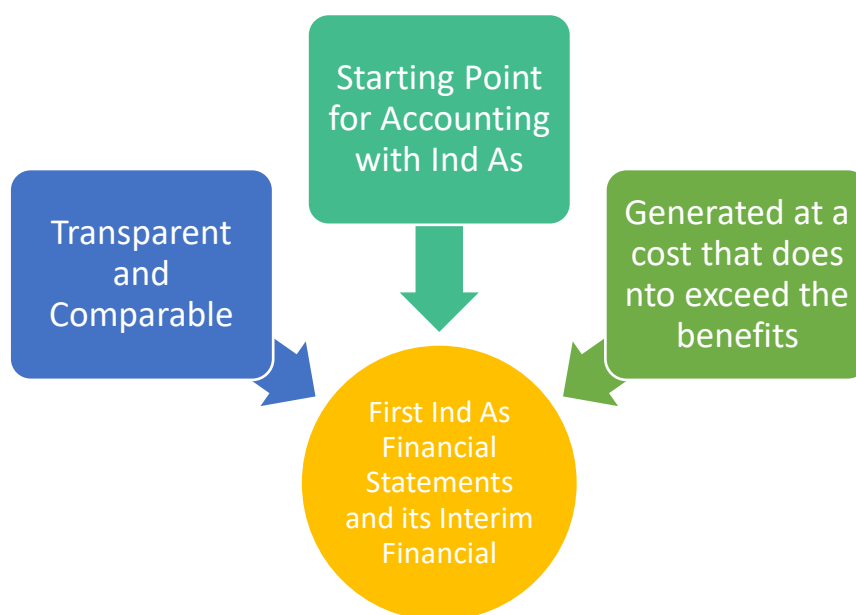 Starting Point
for Accounting
with Ind As
Transparent
and
Comparable
Generated at a
cost that does
nto exceed the
benefits
First Ind As
Financial
Statements
and its Interim
Financial